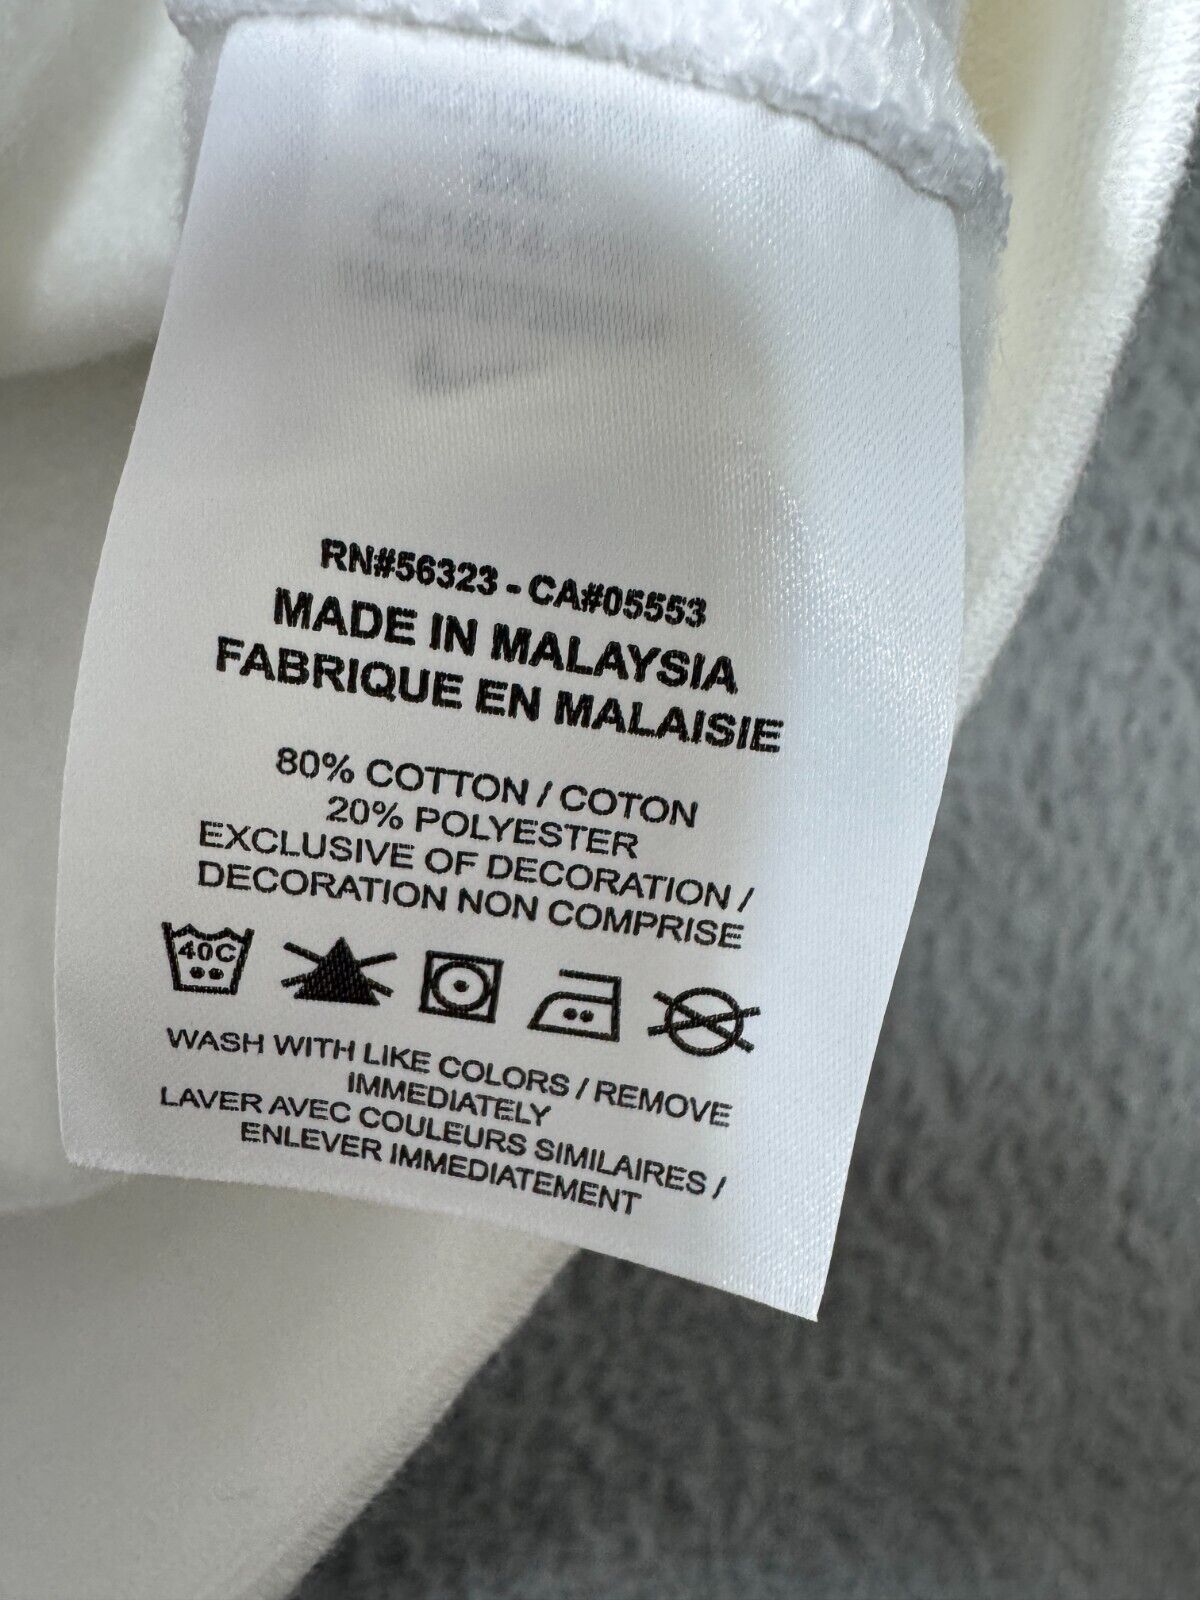 RN#56323 - CA#05553
MADE IN MALAYSIA
FABRIQUE EN MALAISIE
80% COTTON / COTON
20% POLYESTER
EXCLUSIVE OF DECORATION /
DECORATION NON COMPRISE
40C
WASH WITH LIKE COLORS / REMOVE
IMMEDIATELY
LAVER AVEC COULEURS SIMILAIRES /
ENLEVER IMMEDIATEMENT